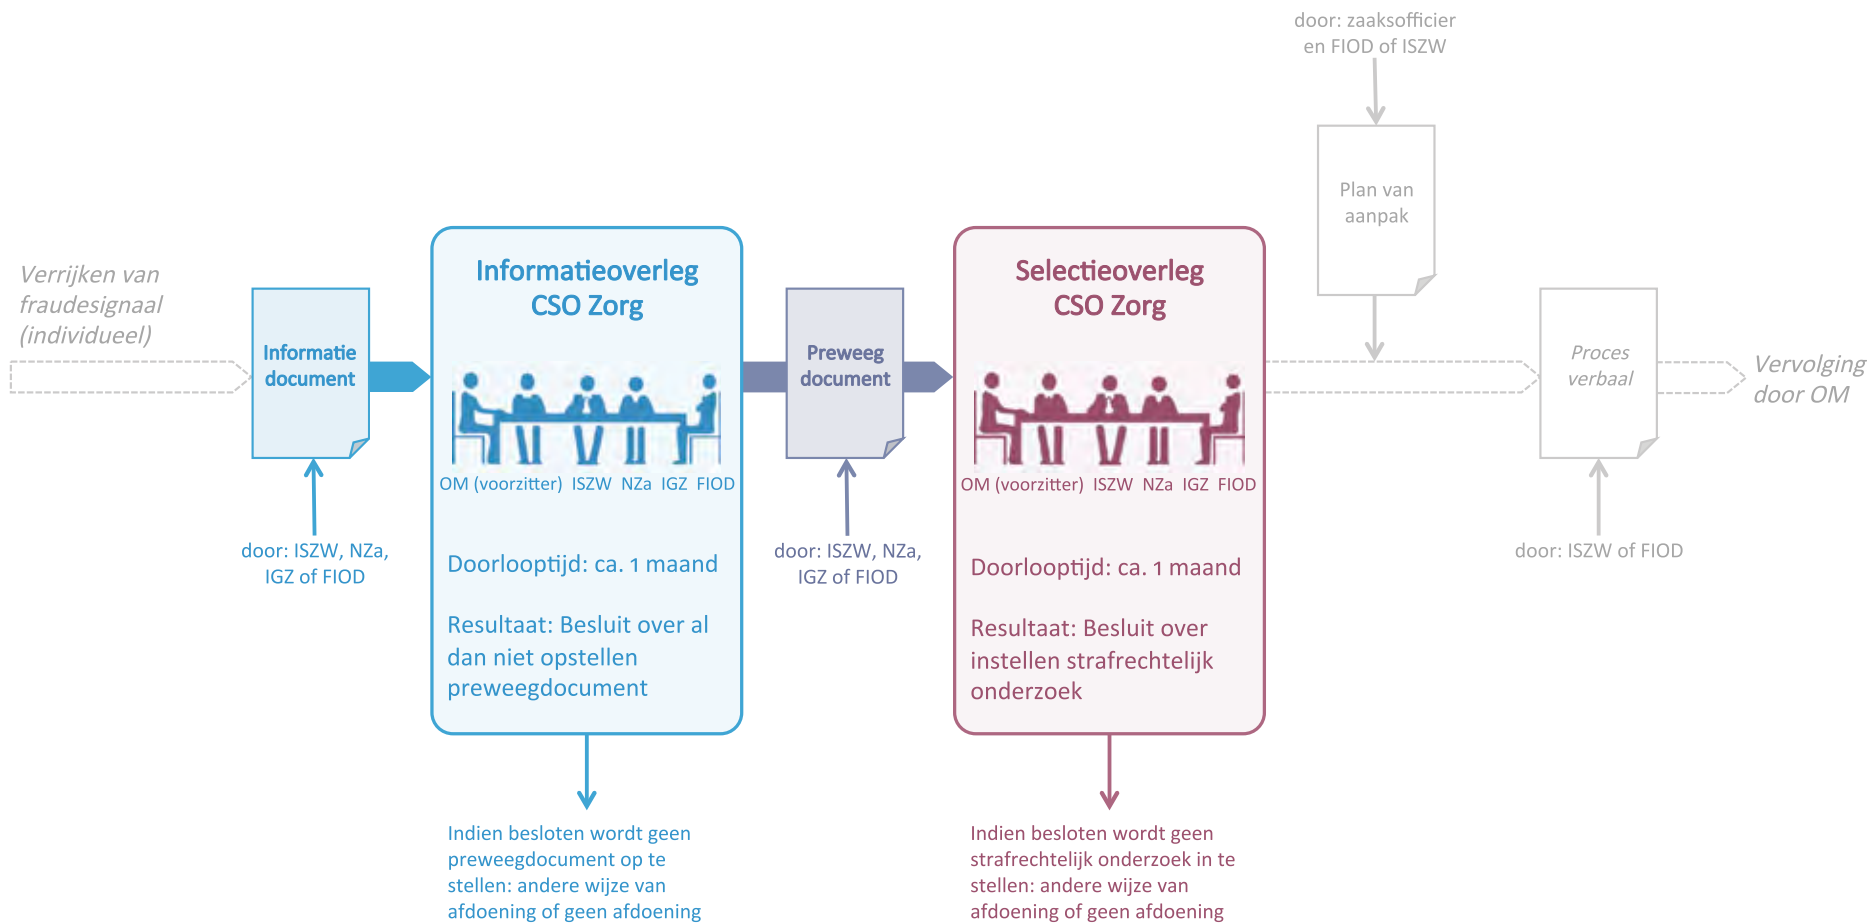 door: zaaksofficier
en FIOD of ISZW
Plan van
aanpak
Verrijken van
fraudesignaal
(individueel)
Informatie
document
door: ISZW, NZa,
IGZ of FIOD
Informatieoverleg
CSO Zorg
OM (voorzitter) ISZW NZa IGZ FIOD
Doorlooptijd: ca. 1 maand
Resultaat: Besluit over al
dan niet opstellen
preweegdocument
Indien besloten wordt geen
preweegdocument op te
stellen: andere wijze van
afdoening of geen afdoening
Preweeg
document
door: ISZW, NZa,
IGZ of FIOD
Selectieoverleg
CSO Zorg
OM (voorzitter) ISZW NZa IGZ FIOD
Doorlooptijd: ca. 1 maand
Resultaat: Besluit over
instellen strafrechtelijk
onderzoek
Indien besloten wordt geen
strafrechtelijk onderzoek in te
stellen: andere wijze van
afdoening of geen afdoening
Proces
verbaal
door: ISZW of FIOD
Vervolging
door OM